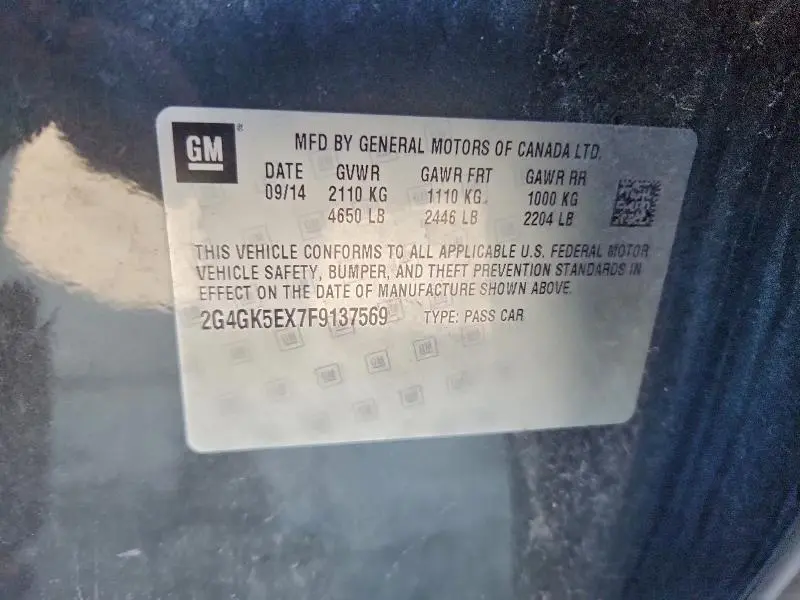 GM
MFD BY GENERAL MOTORS OF CANADA LTD.
DATE GVWR GAWR FRT GAWR RR
09/14 2110 KG 1110 KG 1000 KG
4650 LB 2446 LB 2204 LB
THIS VEHICLE CONFORMS TO ALL APPLICABLE U.S. FEDERAL MOTOR
VEHICLE SAFETY, BUMPER, AND THEFT PREVENTION STANDARDS IN
EFFECT ON THE DATE OF MANUFACTURE SHOWN ABOVE.
2G4GK5EX7F9137569 TYPE: PASS CAR